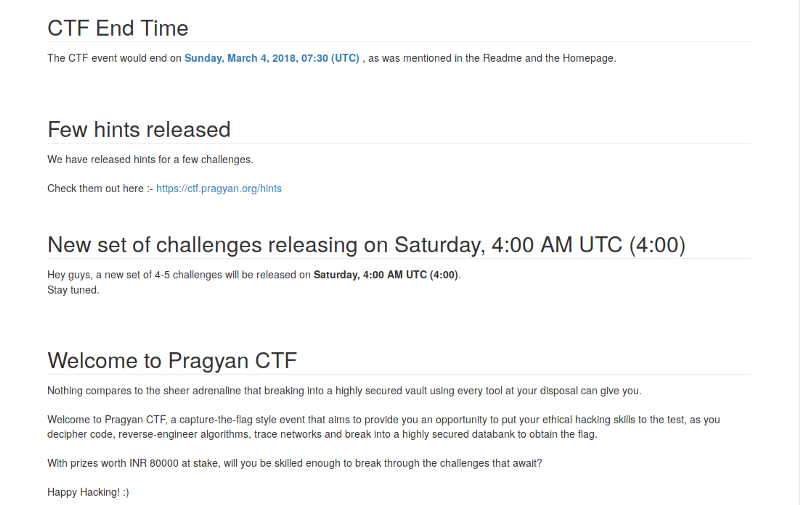 CTF End Time
The CTF event would end on Sunday, March 4, 2018, 07:30 (UTC) , as was mentioned in the Readme and the Homepage.
Few hints released
We have released hints for a few challenges.
Check them out here :- https://ctf.pragyan.org/hints
New set of challenges releasing on Saturday, 4:00 AM UTC (4:00)
Hey guys, a new set of 4-5 challenges will be released on Saturday, 4:00 AM UTC (4:00).
Stay tuned.
Welcome to Pragyan CTF
Nothing compares to the sheer adrenaline that breaking into a highly secured vault using every tool at your disposal can give you.
Welcome to Pragyan CTF, a capture-the-flag style event that aims to provide you an opportunity to put your ethical hacking skills to the test, as you
decipher code, reverse-engineer algorithms, trace networks and break into a highly secured databank to obtain the flag.
With prizes worth INR 80000 at stake, will you be skilled enough to break through the challenges that await?
Happy Hacking! :)